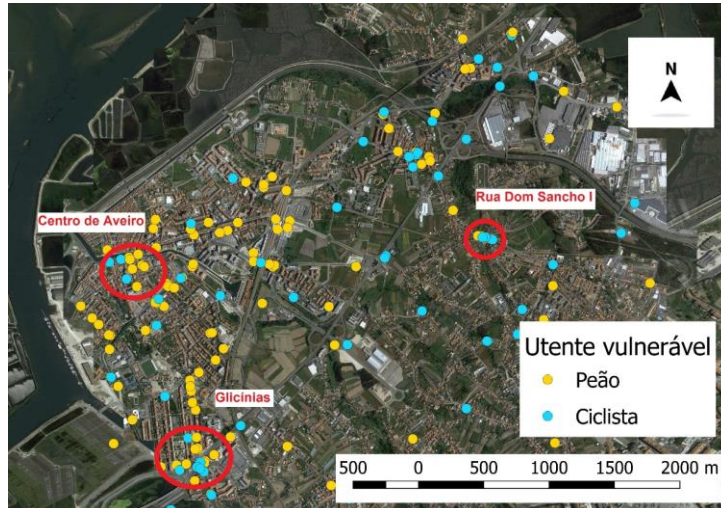 N
Centro de Aveiro
Rua Dom Sancho I
Glicínias
Utente vulnerável
Peão
Ciclista
500 0 500 1000 1500 2000 m